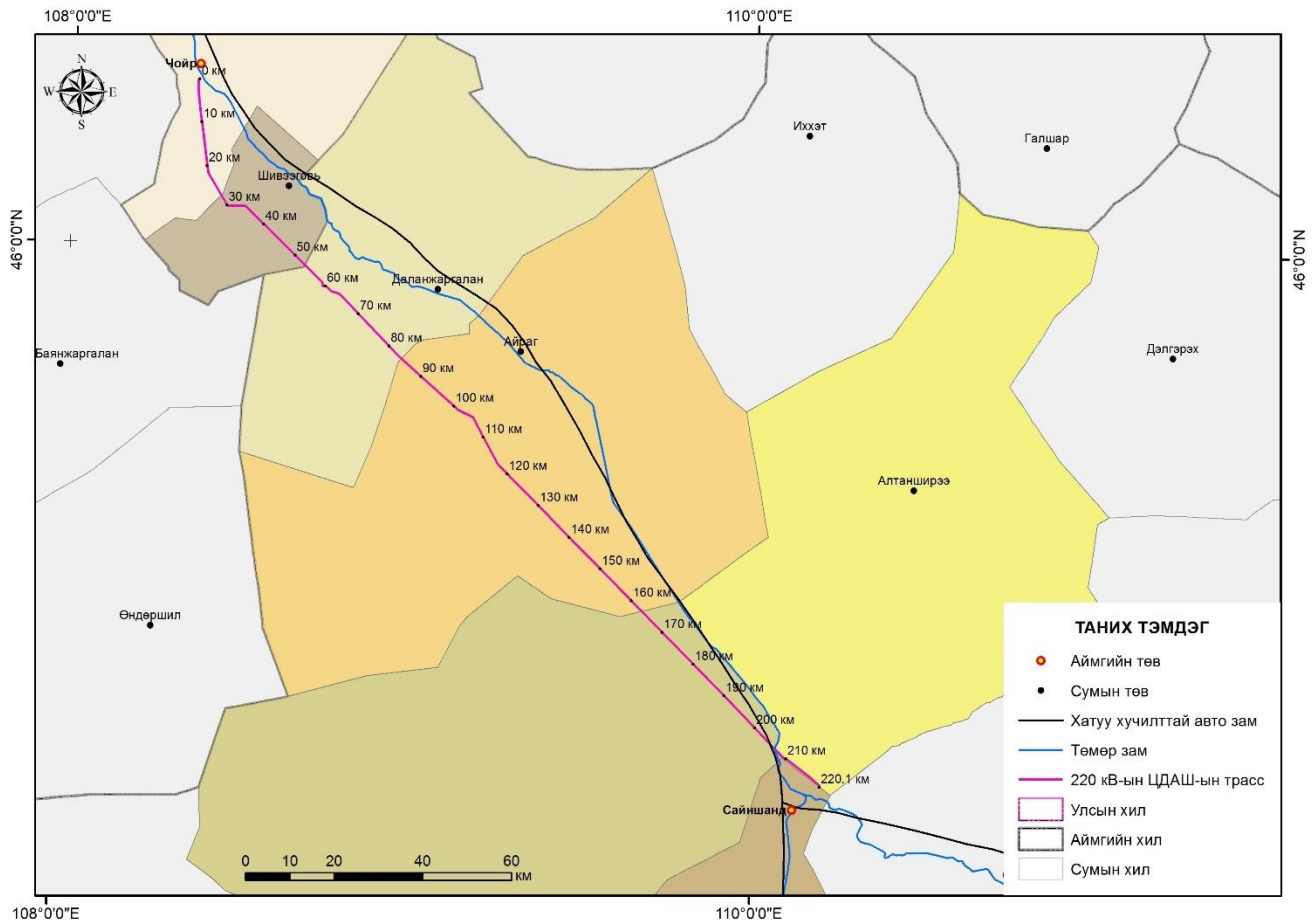 108°0'0"E
110°0'0"E
N
W
E
S
Чойр
0 км
10 км
20 км
Иххэт
Галшар
Шивээговь
30 км
40 км
46°0'0"N
46°0'0"N
50 км
60 км
Даланжаргалан
70 км
80 км
Айраг
Баянжаргалан
Дэлгэрэх
90 км
100 км
110 км
120 км
Алтанширээ
130 км
140 км
150 км
160 км
Өндөршил
170 км
180 км
190 км
200 км
210 км
220,1 км
Сайншанд
ТАНИХ ТЭМДЭГ
Аймгийн төв
Сумын төв
Хатуу хучилттай авто зам
Төмөр зам
220 кВ-ын ЦДАШ-ын трасс
Улсын хил
Аймгийн хил
Сумын хил
0 10 20 40 60
км
108°0'0"E
110°0'0"E